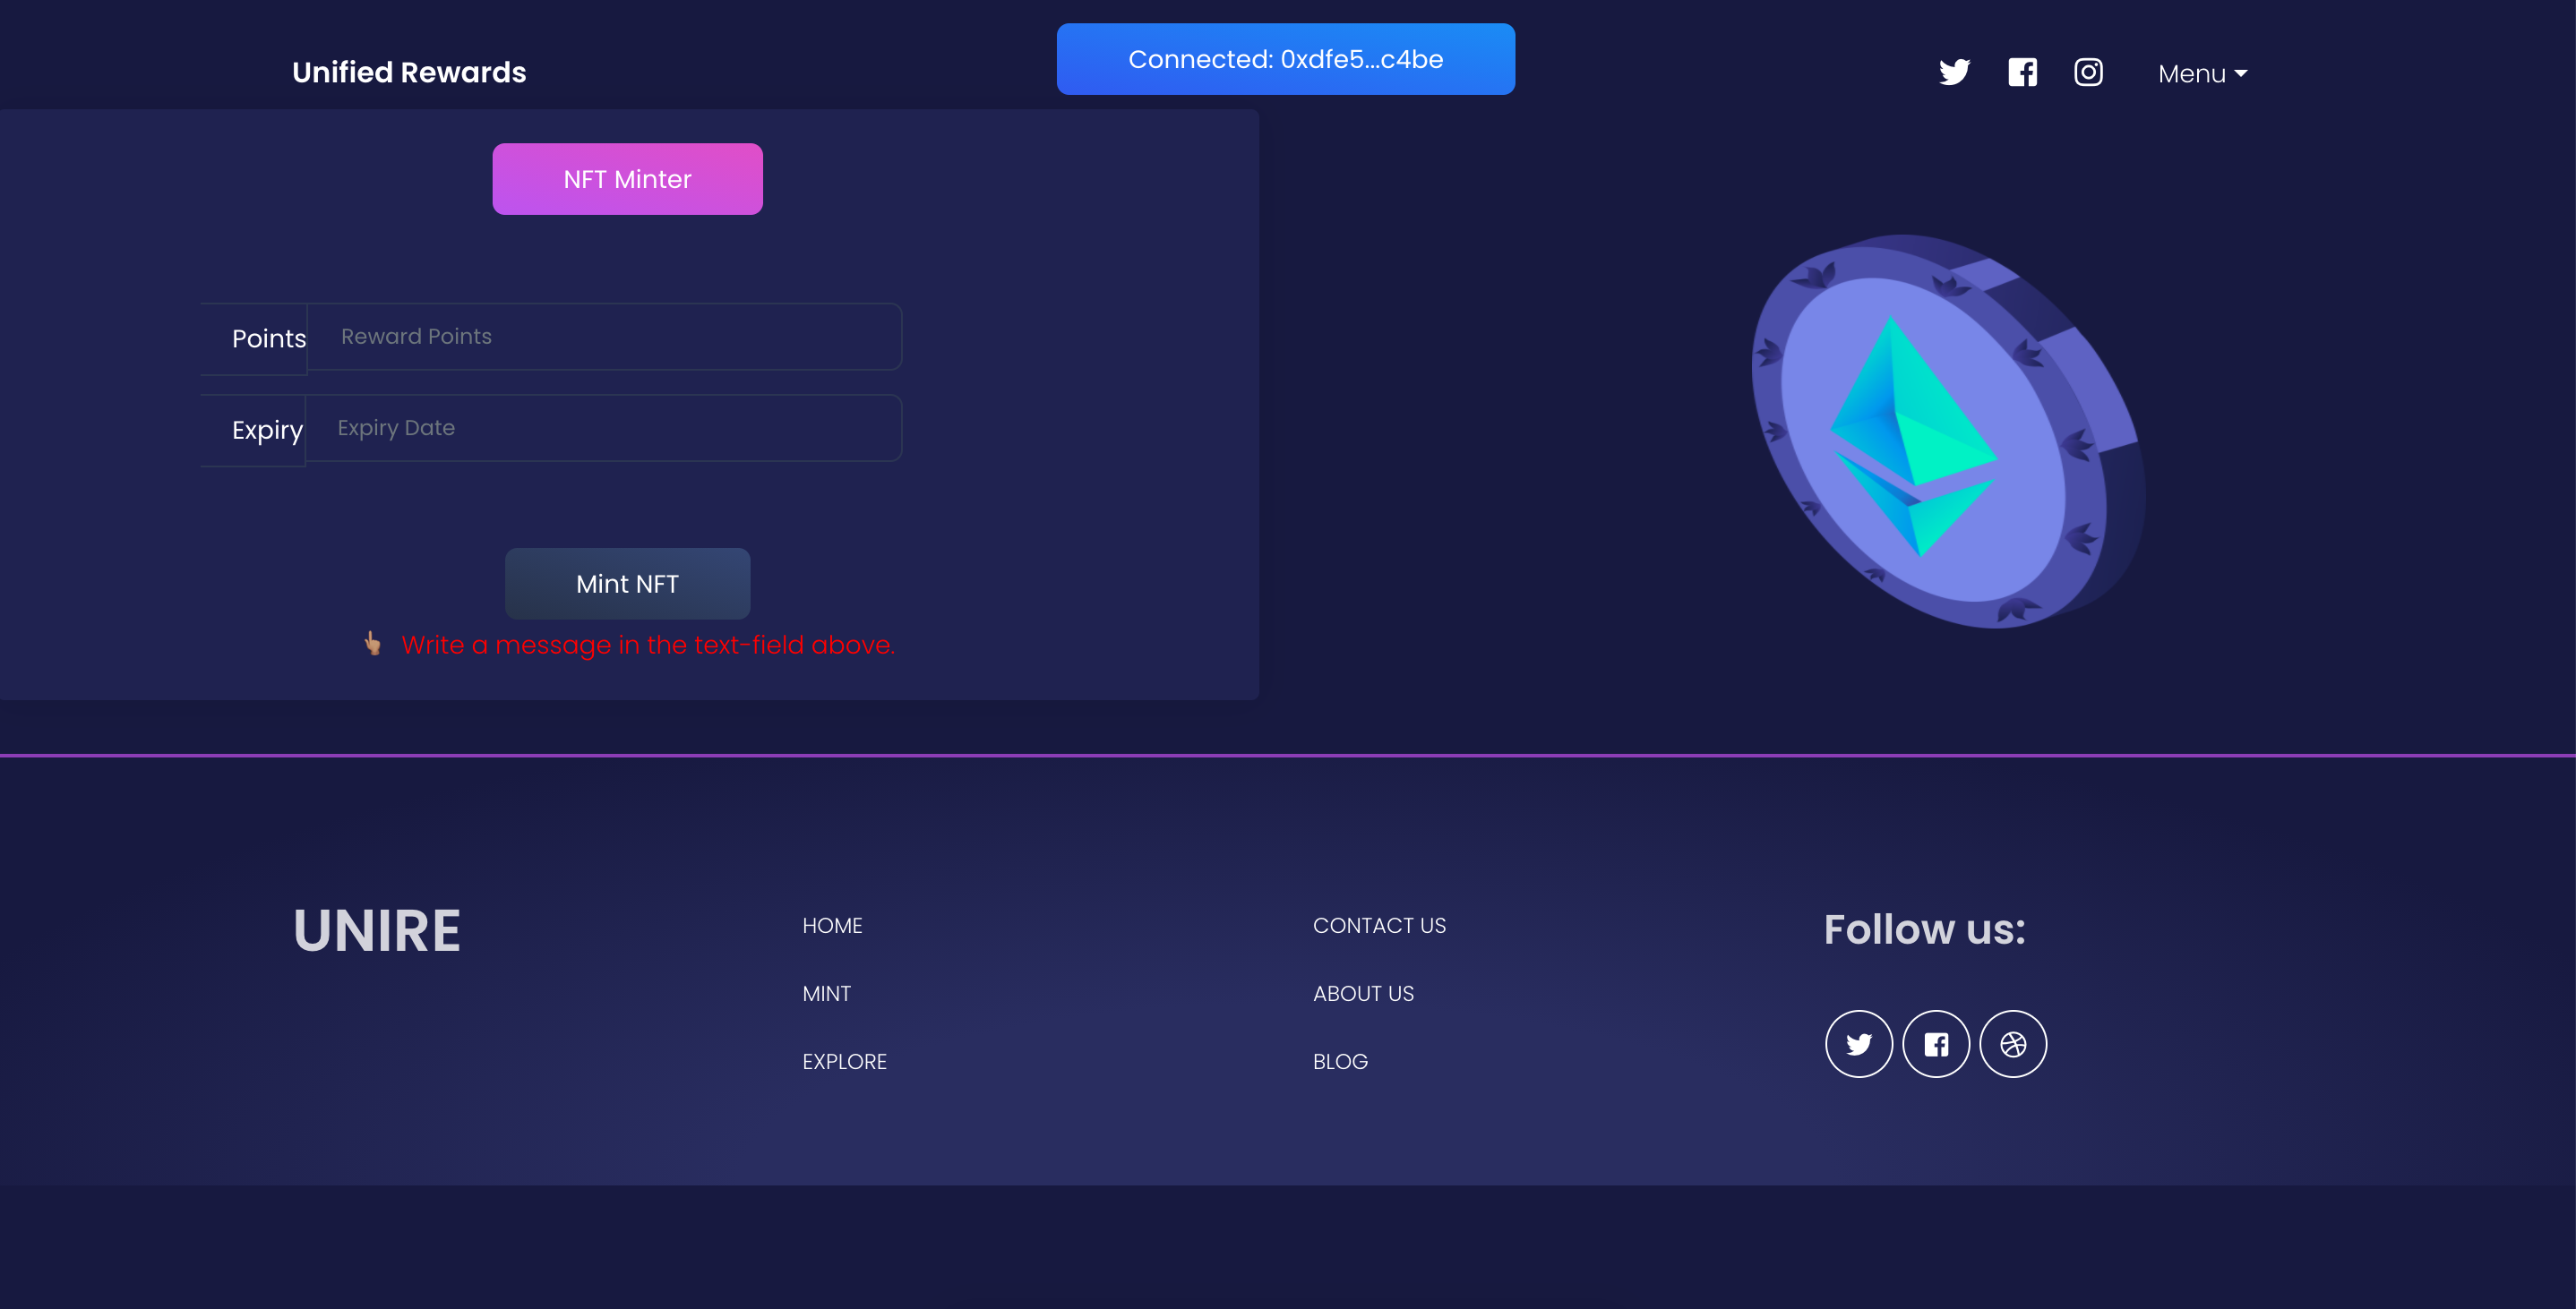 Unified Rewards
Connected: 0xdfe5...c4be
Menu
NFT Minter
Points
Reward Points
Expiry
Expiry Date
Mint NFT
👆🏽 Write a message in the text-field above.
UNIRE
HOME
MINT
EXPLORE
CONTACT US
ABOUT US
BLOG
Follow us: